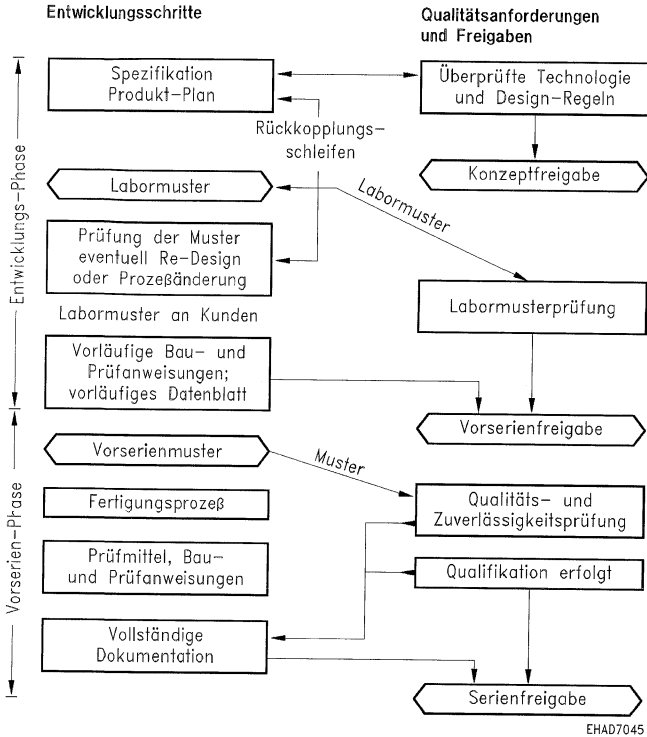 Entwicklungsschritte
Qualitätsanforderungen
und Freigaben
Entwicklungs-Phase
Spezifikation
Produkt-Plan
Überprüfte Technologie
und Design-Regeln
Rückkopplungs-
schleifen
Konzeptfreigabe
Labormuster
Labormuster
Prüfung der Muster
eventuell Re-Design
oder Prozeßänderung
Labormusterprüfung
Labormuster an Kunden
Vorläufige Bau- und
Prüfanweisungen;
vorläufiges Datenblatt
Vorserienfreigabe
Vorserien-Phase
Vorserienmuster
Muster
Fertigungsprozeß
Qualitäts- und
Zuverlässigkeitsprüfung
Prüfmittel, Bau-
und Prüfanweisungen
Qualifikation erfolgt
Vollständige
Dokumentation
Serienfreigabe
EHAD7045